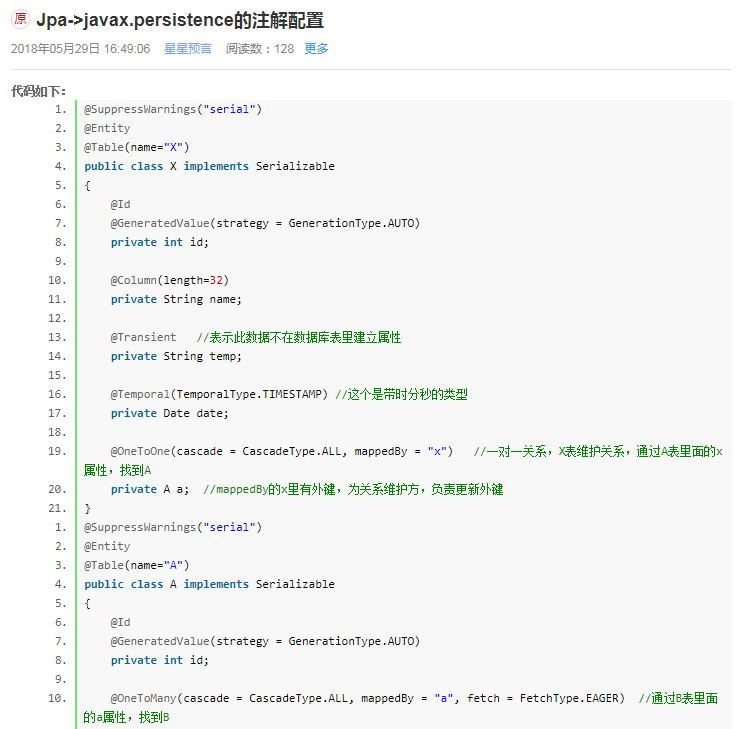 原 Jpa->javax.persistence的注解配置
2018年05月29日 16:49:06 星星预言 阅读数：128 更多
代码如下：
1. @SuppressWarnings("serial")
2. @Entity
3. @Table(name="X")
4. public class X implements Serializable
5. {
6. @Id
7. @GeneratedValue(strategy = GenerationType.AUTO)
8. private int id;
9.
10. @Column(length=32)
11. private String name;
12.
13. @Transient //表示此数据不在数据库表里建立属性
14. private String temp;
15.
16. @Temporal(TemporalType.TIMESTAMP) //这个是带时分秒的类型
17. private Date date;
18.
19. @OneToOne(cascade = CascadeType.ALL, mappedBy = "x") //一对一关系，X表维护关系，通过A表里面的x
属性，找到A
20. private A a; //mappedBy的x里有外键，为关系维护方，负责更新外键
21. }
1. @SuppressWarnings("serial")
2. @Entity
3. @Table(name="A")
4. public class A implements Serializable
5. {
6. @Id
7. @GeneratedValue(strategy = GenerationType.AUTO)
8. private int id;
9.
10. @OneToMany(cascade = CascadeType.ALL, mappedBy = "a", fetch = FetchType.EAGER) //通过B表里面
的a属性，找到B